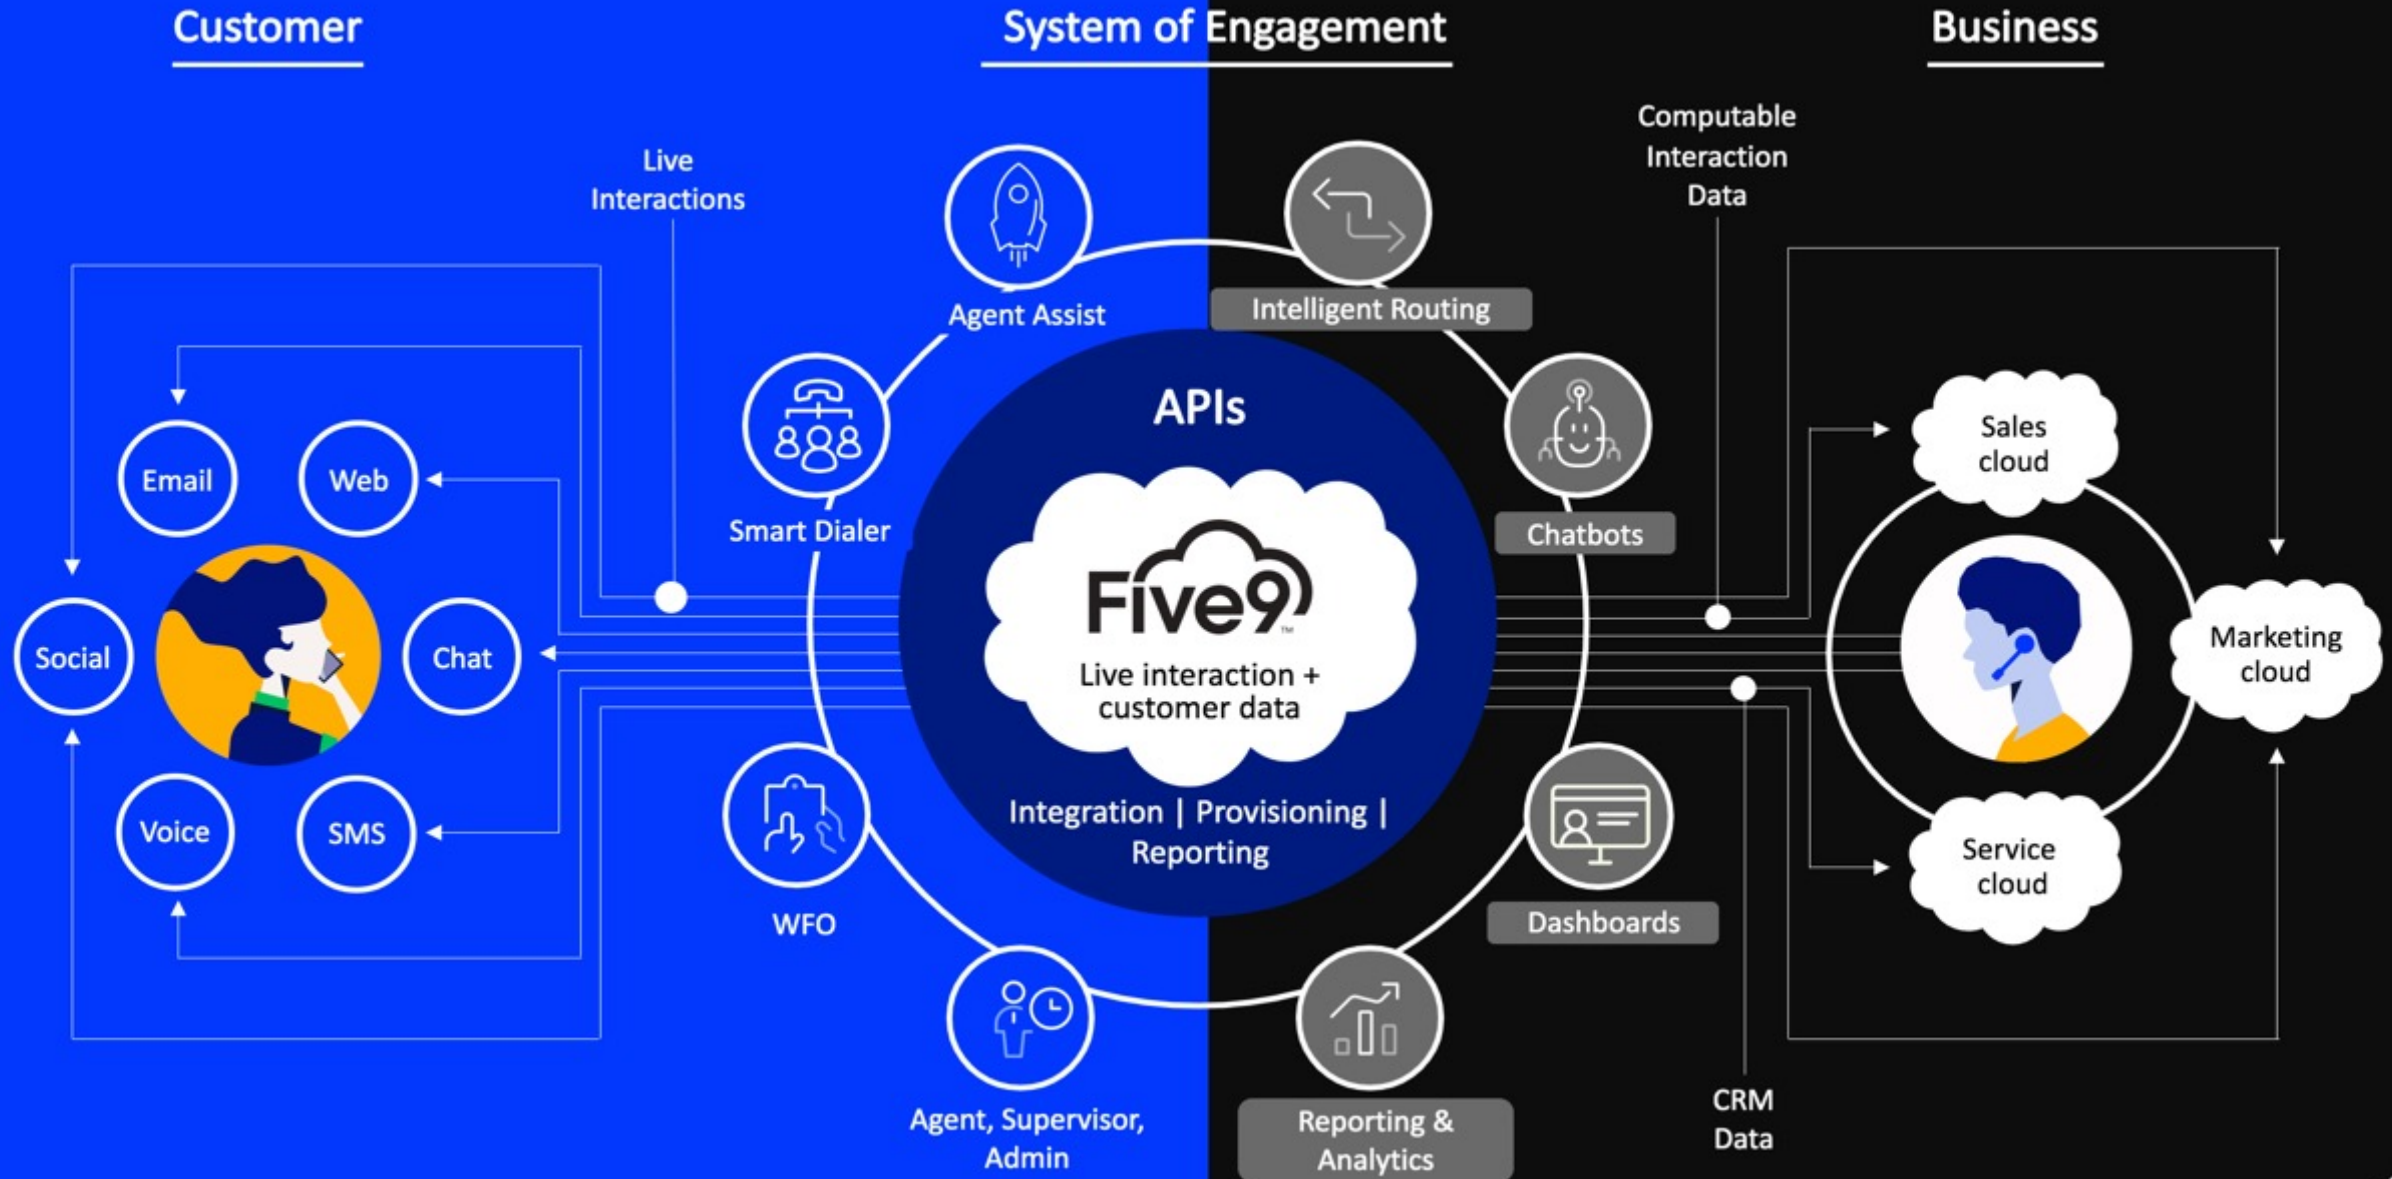 Customer
System of Engagement
Business
Live
Interactions
Computable
Interaction
Data
Agent Assist
Intelligent Routing
Smart Dialer
Chatbots
APIs
Five9
TM
Live interaction +
customer data
Integration | Provisioning |
Reporting
Email
Web
Social
Chat
Voice
SMS
WFO
Dashboards
Agent, Supervisor,
Admin
Reporting &
Analytics
Sales
cloud
Marketing
cloud
Service
cloud
CRM
Data